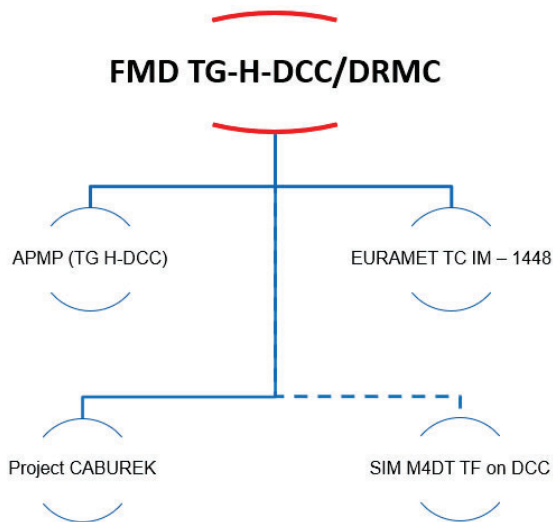 FMD TG-H-DCC/DRMC
APMP (TG H-DCC)
EURAMET TC IM – 1448
Project CABUREK
SIM M4DT TF on DCC